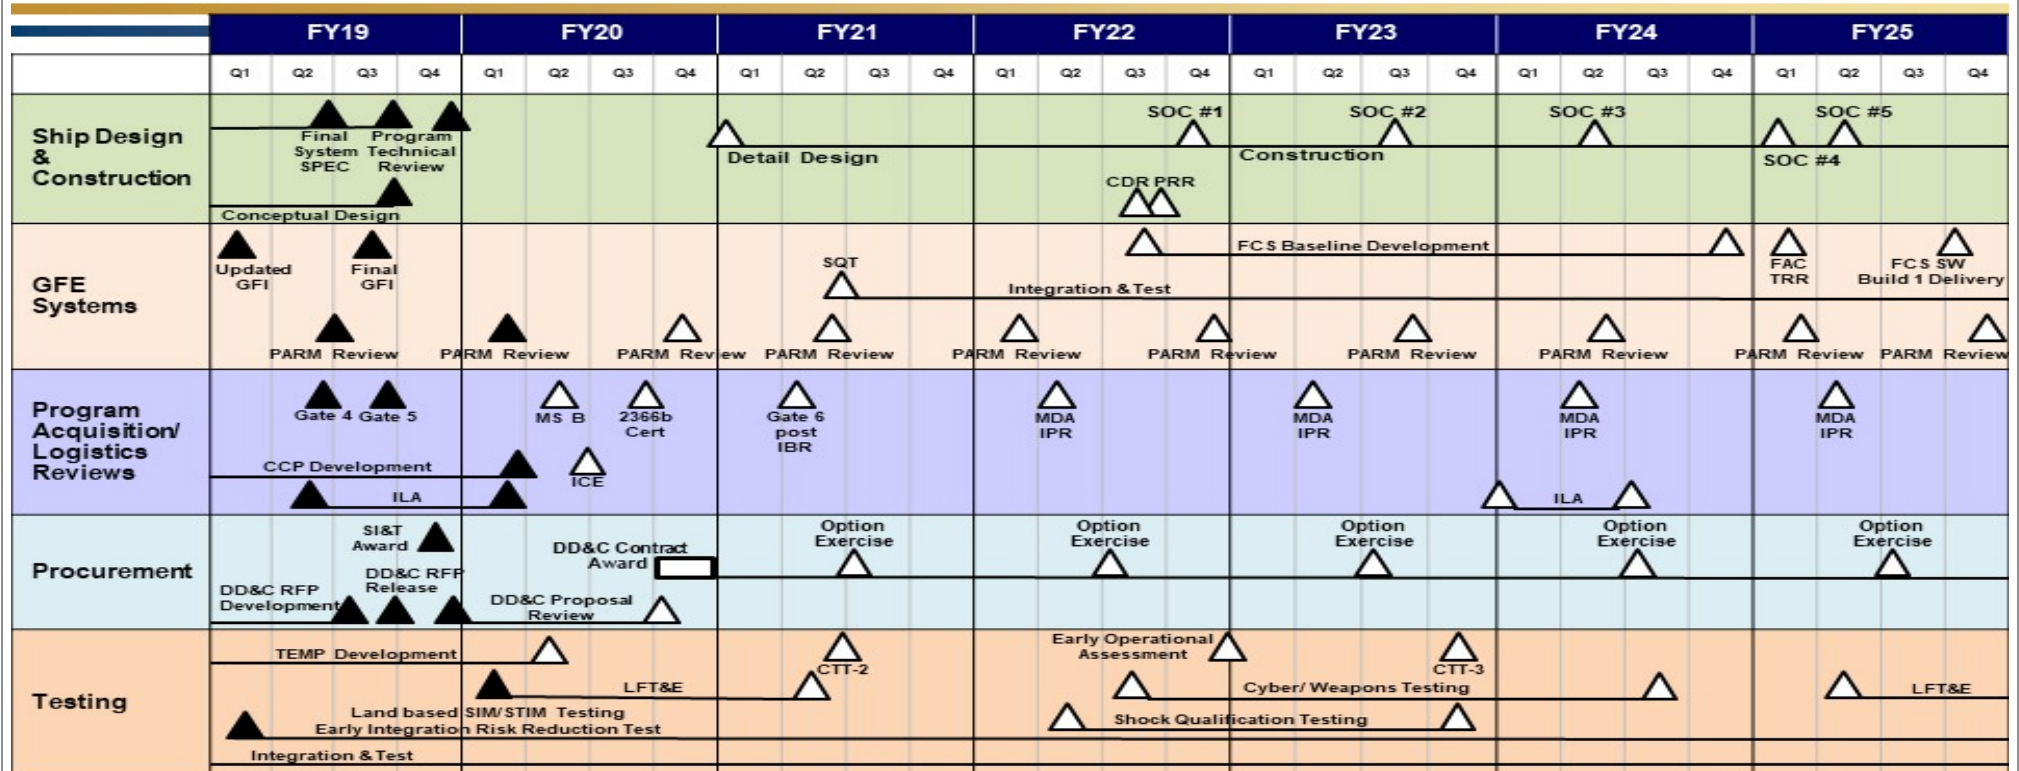 FY19 FY20 FY21 FY22 FY23 FY24 FY25
Q1 Q2 Q3 Q4 Q1 Q2 Q3 Q4 Q1 Q2 Q3 Q4 Q1 Q2 Q3 Q4 Q1 Q2 Q3 Q4 Q1 Q2 Q3 Q4 Q1 Q2 Q3 Q4
Ship Design
&
Construction
Final
System
SPEC
Program
Technical
Review
Conceptual Design
Detail Design
SOC #1
CDR PRR
Construction
SOC #2
SOC #3
SOC #4
SOC #5
GFE
Systems
Updated
GFI
Final
GFI
SQT
Integration & Test
FCS Baseline Development
FAC
TRR
FCS SW
Build 1 Delivery
PARM Review PARM Review PARM Review PARM Review PARM Review PARM Review PARM Review PARM Review PARM Review PARM Review
Program
Acquisition/
Logistics
Reviews
Gate 4 Gate 5
MS B
2366b
Cert
Gate 6
post
IBR
MDA
IPR
MDA
IPR
MDA
IPR
MDA
IPR
CCP Development
ICE
ILA
ILA
Procurement
SI&T
Award
DD&C RFP
Development
DD&C RFP
Release
DD&C Contract
Award
DD&C Proposal
Review
Option
Exercise
Option
Exercise
Option
Exercise
Option
Exercise
Option
Exercise
Testing
TEMP Development
CTT-2
Early Operational
Assessment
CTT-3
LFT&E
Cyber/ Weapons Testing
LFT&E
Land based SIM/STIM Testing
Early Integration Risk Reduction Test
Shock Qualification Testing
Integration & Test